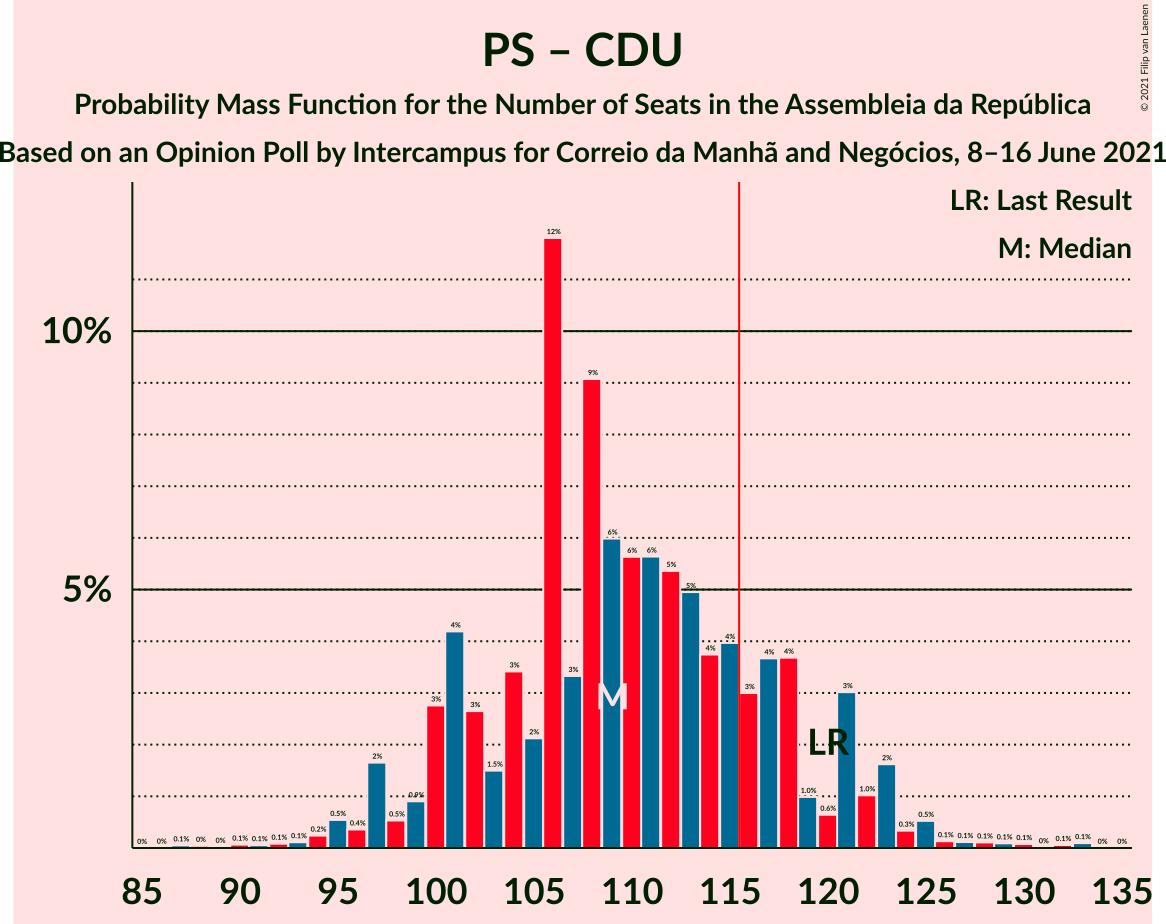 PS – CDU
Probability Mass Function for the Number of Seats in the Assembleia da República
Based on an Opinion Poll by Intercampus for Correio da Manhã and Negócios, 8–16 June 2021
© 2021 Filip van Laenen
LR: Last Result
M: Median
10%
5%
0% 0% 0.1% 0% 0% 0.1% 0.1% 0.1% 0.1% 0.2% 0.5% 0.4% 2% 0.5% 0.9% 3% 4% 3% 1.5% 3% 2% 12% 3% 9% 6% 6% 6% 5% 5% 4% 4% 3% 4% 4% 1.0% 0.6% 3% 1.0% 2% 0.3% 0.5% 0.1% 0.1% 0.1% 0.1% 0.1% 0% 0.1% 0.1% 0% 0%
M
LR
85 90 95 100 105 110 115 120 125 130 135